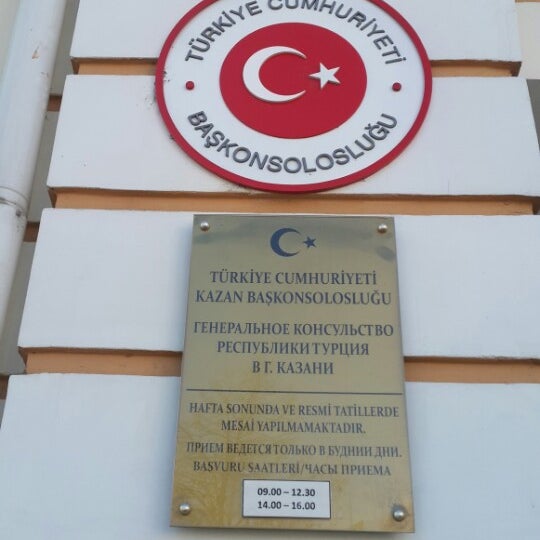 TÜRKİYE CUMHURİYETİ
BAŞKONSOLOSLUĞU
TÜRKİYE CUMHURİYETİ
KAZAN BAŞKONSOLOSLUĞU
ГЕНЕРАЛЬНОЕ КОНСУЛЬСТВО
РЕСПУБЛИКИ ТУРЦИЯ
В Г. КАЗАНИ
HAFTA SONUNDA VE RESMİ TATİLLERDE
MESAİ YAPILMAMAKTADIR.
ПРИЕМ ВЕДЕТСЯ ТОЛЬКО В БУДНИИ ДНИ.
BAŞVURU SAATLERİ/ЧАСЫ ПРИЕМА
09.00 – 12.30
14.00 – 16.00